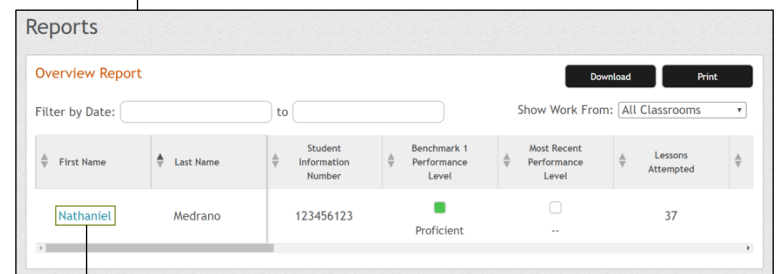 Reports
Overview Report
Download
Print
Filter by Date:
to
Show Work From:
All Classrooms
First Name
Last Name
Student
Information
Number
Benchmark 1
Performance
Level
Most Recent
Performance
Level
Lessons
Attempted
Nathaniel
Medrano
123456123
Proficient
--
37